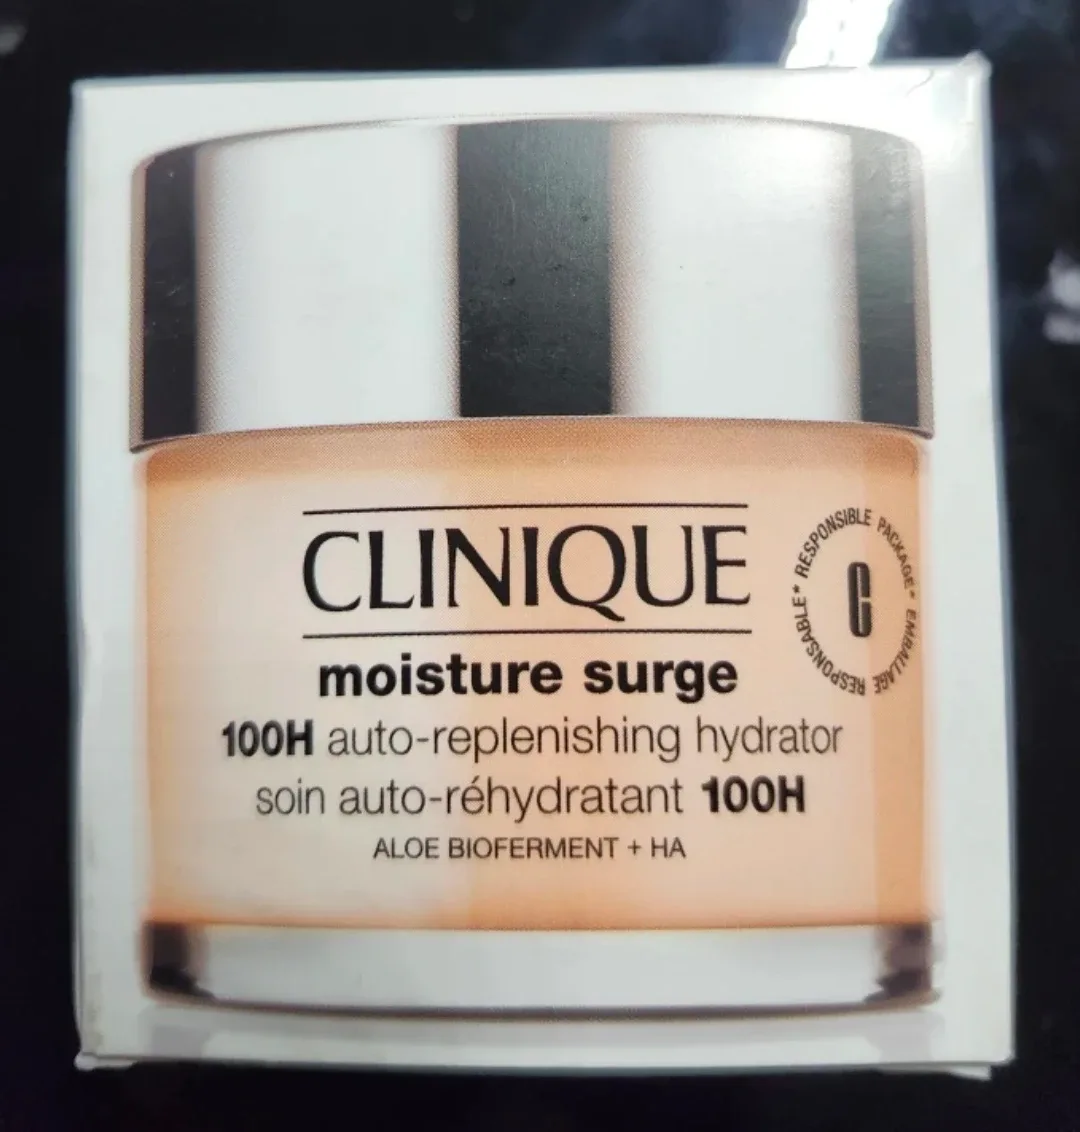 CLINIQUE
moisture surge
100H auto-replenishing hydrator
soin auto-réhydratant 100H
ALOE BIOFERMENT + HA
RESPONSIBLE PACKAGE* EMBALLAGE RESPONSABLE*
C